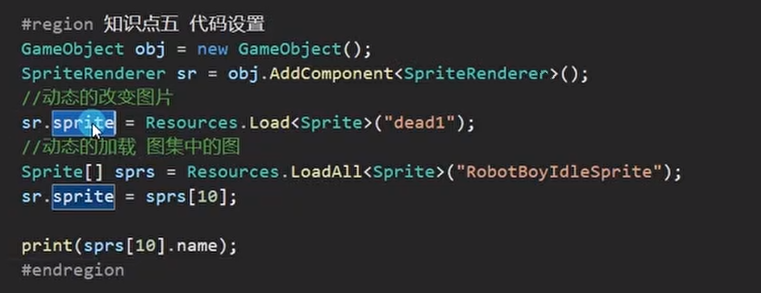 #region 知识点五 代码设置
GameObject obj = new GameObject();
SpriteRenderer sr = obj.AddComponent<SpriteRenderer>();
//动态的改变图片
sr.sprite = Resources.Load<Sprite>("dead1");
//动态的加载 图集中的图
Sprite[] sprs = Resources.LoadAll<Sprite>("RobotBoyIdleSprite");
sr.sprite = sprs[10];
print(sprs[10].name);
#endregion